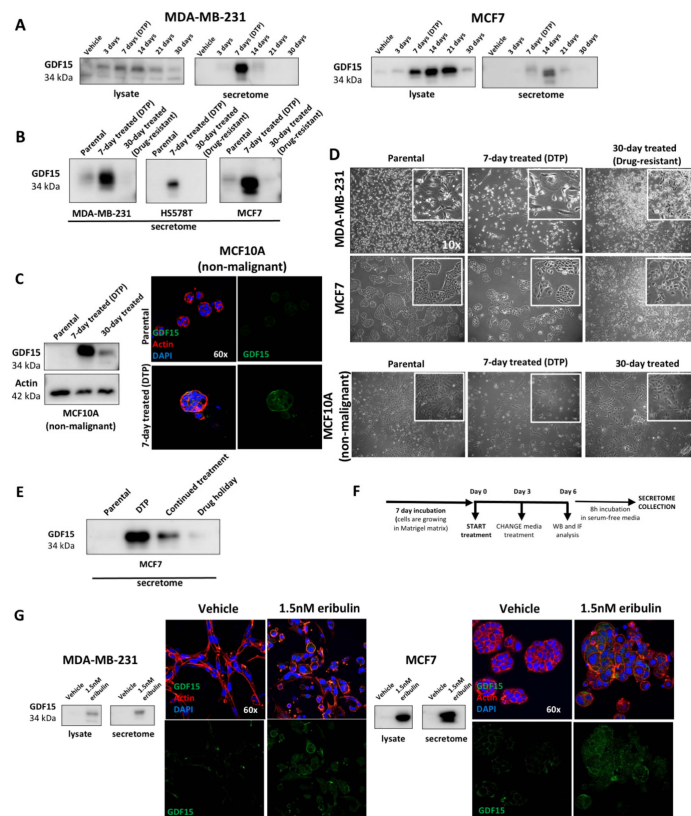 A
MDA-MB-231
MCF7
Vehicle
3 days
7 days (DTP)
14 days
21 days
30 days
Vehicle
3 days
7 days (DTP)
14 days
21 days
30 days
Vehicle
3 days
7 days (DTP)
14 days
21 days
30 days
Vehicle
3 days
7 days (DTP)
14 days
21 days
30 days
GDF15
34 kDa
lysate
secretome
GDF15
34 kDa
lysate
secretome
B
Parental
7-day treated (DTP)
30-day treated
(Drug-resistant)
Parental
7-day treated (DTP)
30-day treated
(Drug-resistant)
Parental
7-day treated (DTP)
30-day treated
(Drug-resistant)
GDF15
34 kDa
MDA-MB-231
HS578T
MCF7
secretome
C
Parental
7-day treated (DTP)
30-day treated
GDF15
34 kDa
Actin
42 kDa
MCF10A
(non-malignant)
MCF10A
(non-malignant)
Parental
GDF15
Actin
DAPI
60x
GDF15
7-day treated (DTP)
D
Parental
7-day treated (DTP)
30-day treated
(Drug-resistant)
MDA-MB-231
10x
MCF7
Parental
7-day treated (DTP)
30-day treated
MCF10A
(non-malignant)
E
Parental
DTP
Continued treatment
Drug holiday
GDF15
34 kDa
MCF7
secretome
F
Day 0
Day 3
Day 6
SECRETOME
COLLECTION
7 day incubation
(cells are growing
in Matrigel matrix)
START
treatment
CHANGE media
treatment
WB and IF
analysis
8h incubation
in serum-free media
G
MDA-MB-231
Vehicle
1.5nM
eribulin
Vehicle
1.5nM
eribulin
GDF15
34 kDa
lysate
secretome
Vehicle
1.5nM eribulin
GDF15
Actin
DAPI
60x
GDF15
MCF7
Vehicle
1.5nM
eribulin
Vehicle
1.5nM
eribulin
lysate
secretome
Vehicle
1.5nM eribulin
GDF15
Actin
DAPI
60x
GDF15